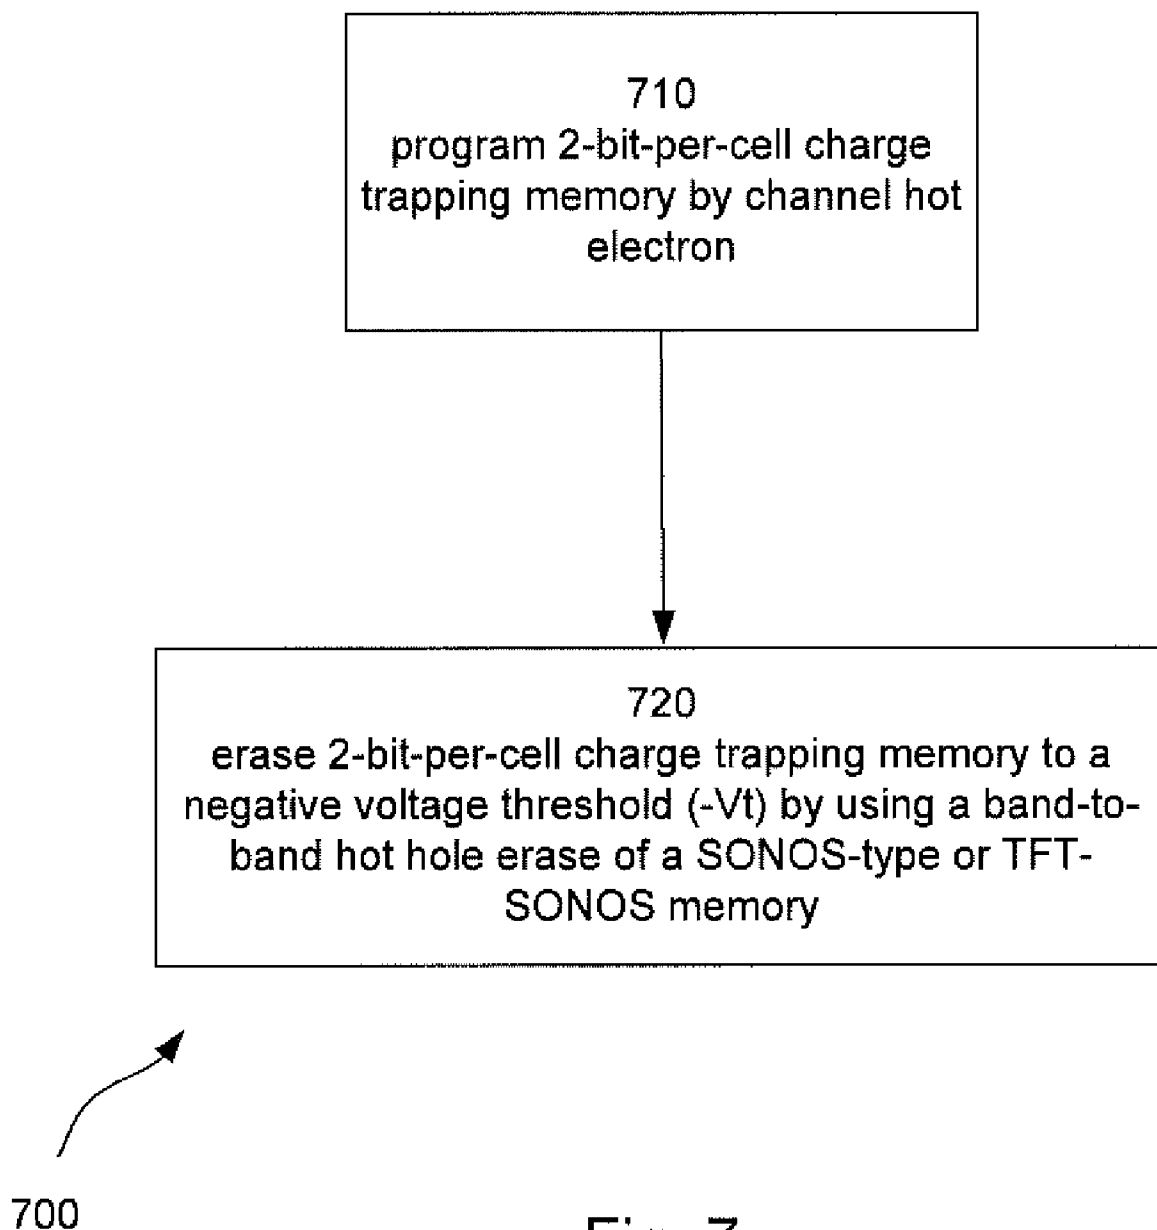 710
program 2-bit-per-cell charge
trapping memory by channel hot
electron
720
erase 2-bit-per-cell charge trapping memory to a
negative voltage threshold (-Vt) by using a band-to-
band hot hole erase of a SONOS-type or TFT-
SONOS memory
700
Fig. 7